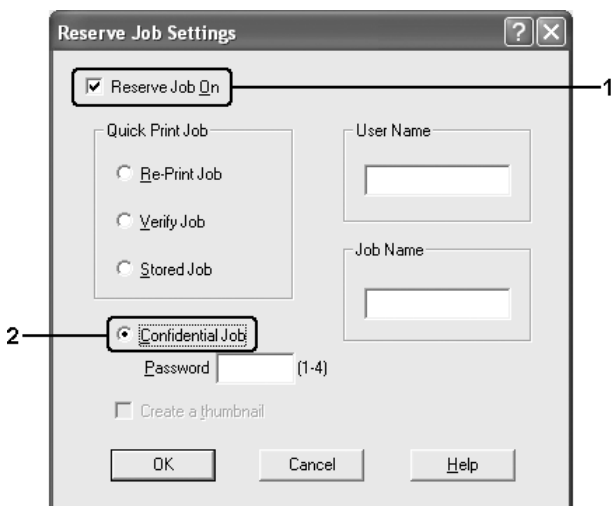 Reserve Job Settings
Reserve Job On
1
Quick Print Job
User Name
Re-Print Job
Verify Job
Stored Job
Job Name
2
Confidential Job
Password (1-4)
Create a thumbnail
OK Cancel Help